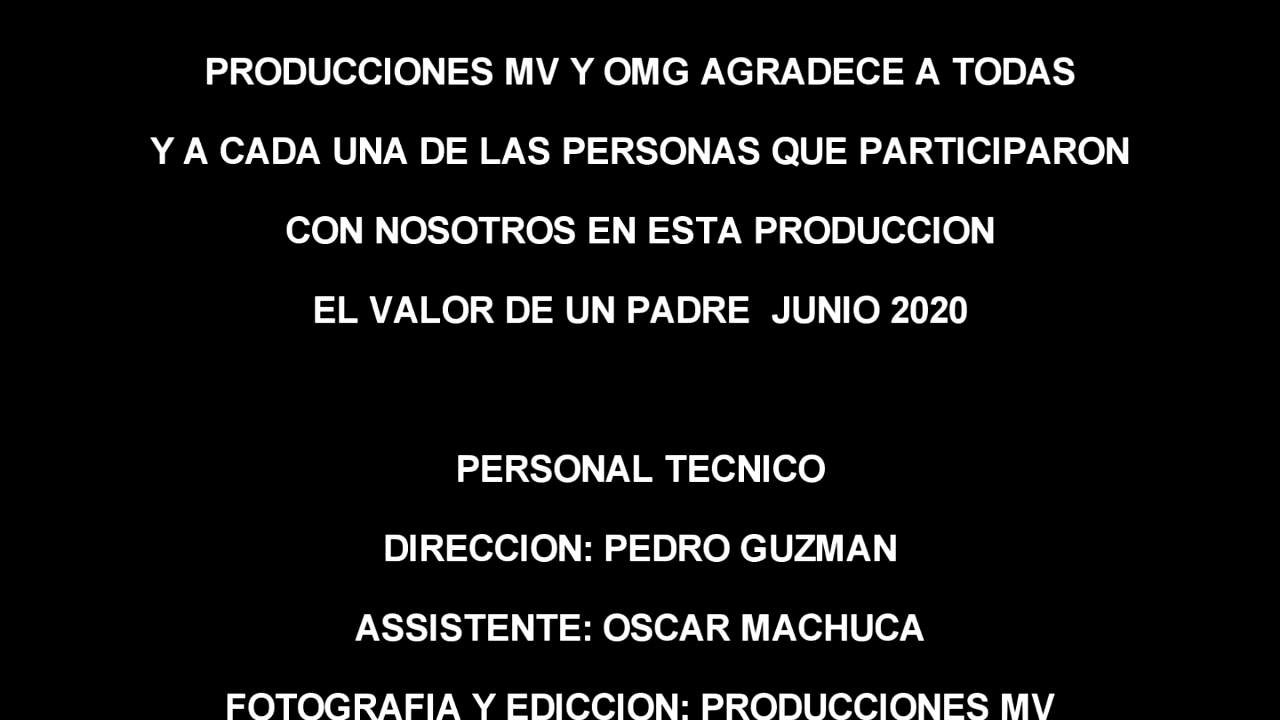 PRODUCCIONES MV Y OMG AGRADECE A TODAS
Y A CADA UNA DE LAS PERSONAS QUE PARTICIPARON
CON NOSOTROS EN ESTA PRODUCCION
EL VALOR DE UN PADRE  JUNIO 2020
PERSONAL TECNICO
DIRECCION: PEDRO GUZMAN
ASSISTENTE: OSCAR MACHUCA
FOTOGRAFIA Y EDICCION: PRODUCCIONES MV